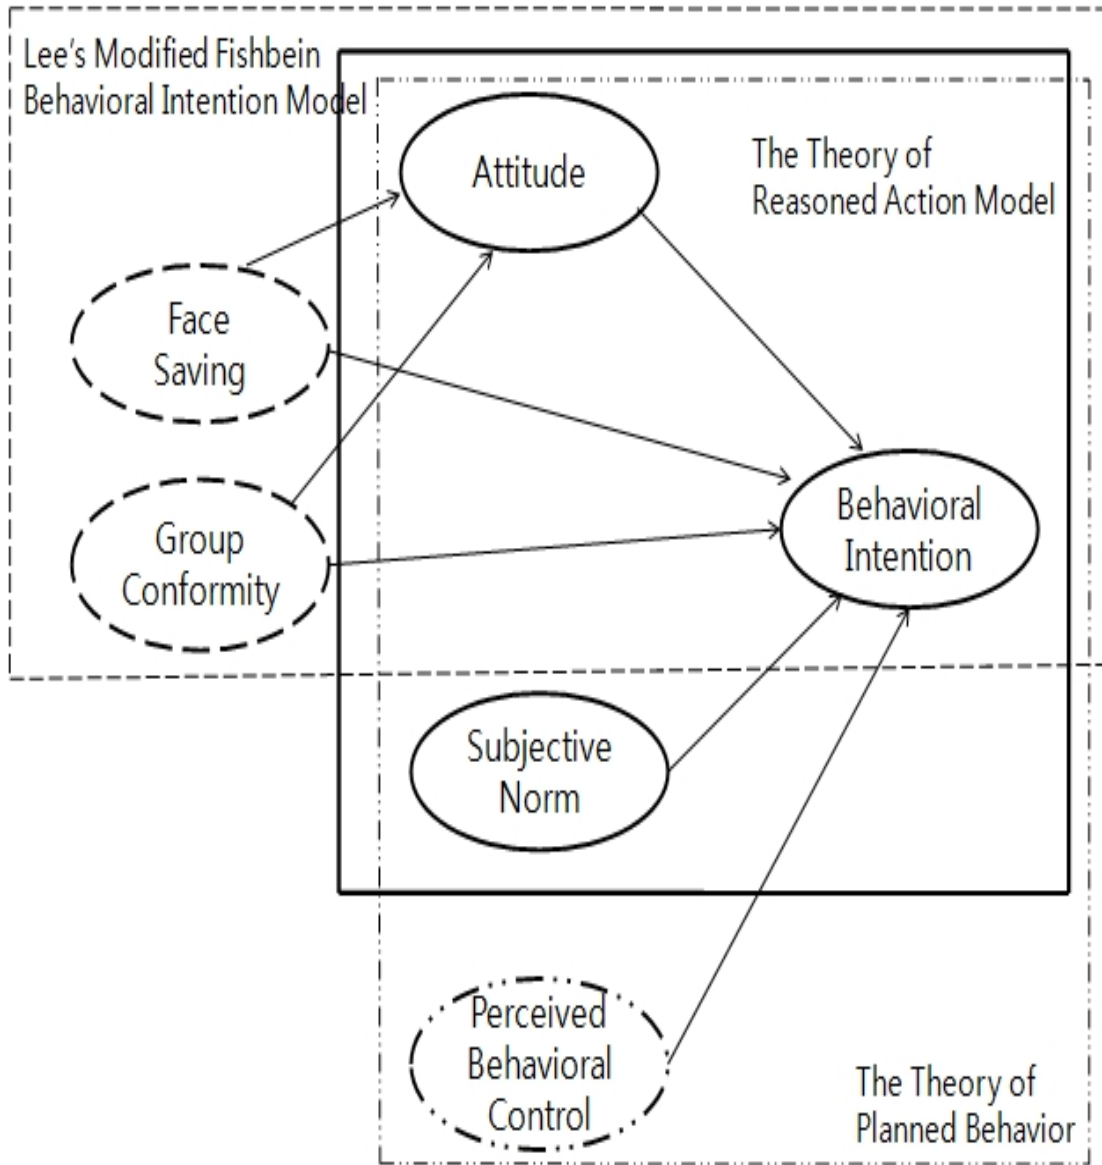 Lee's Modified Fishbein
Behavioral Intention Model
Attitude
The Theory of
Reasoned Action Model
Face
Saving
Group
Conformity
Behavioral
Intention
Subjective
Norm
Perceived
Behavioral
Control
The Theory of
Planned Behavior